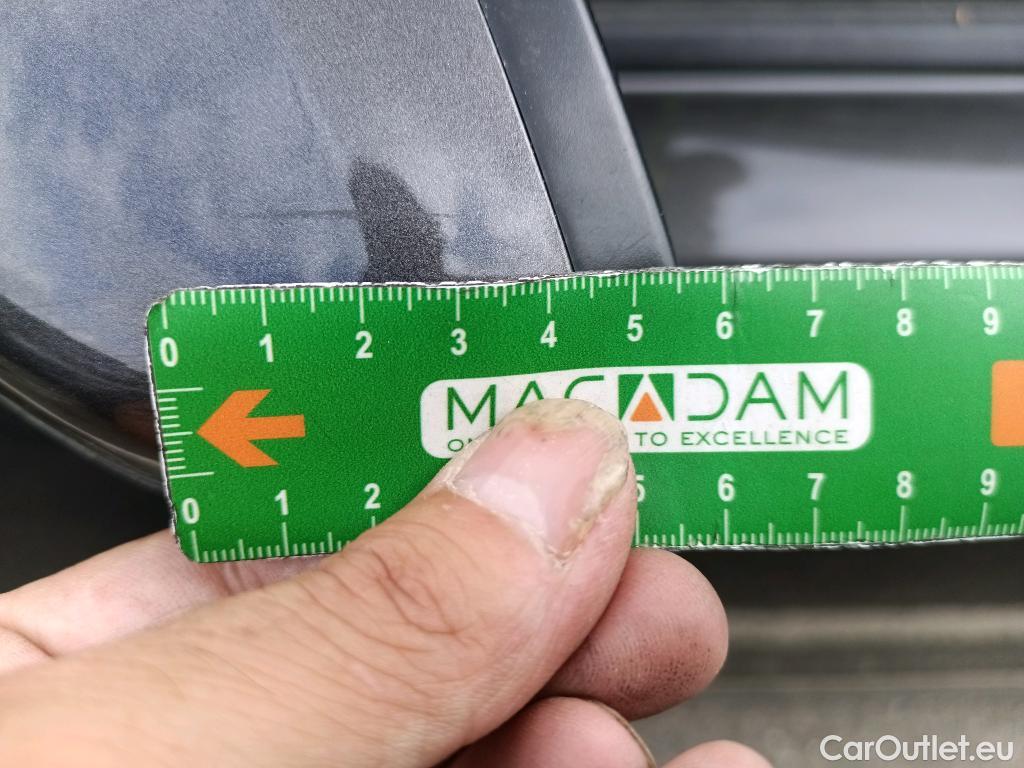 0 1 2 3 4 5 6 7 8 9
MACADAM
TO EXCELLENCE
0 1 2 5 6 7 8 9
CarOutlet.eu